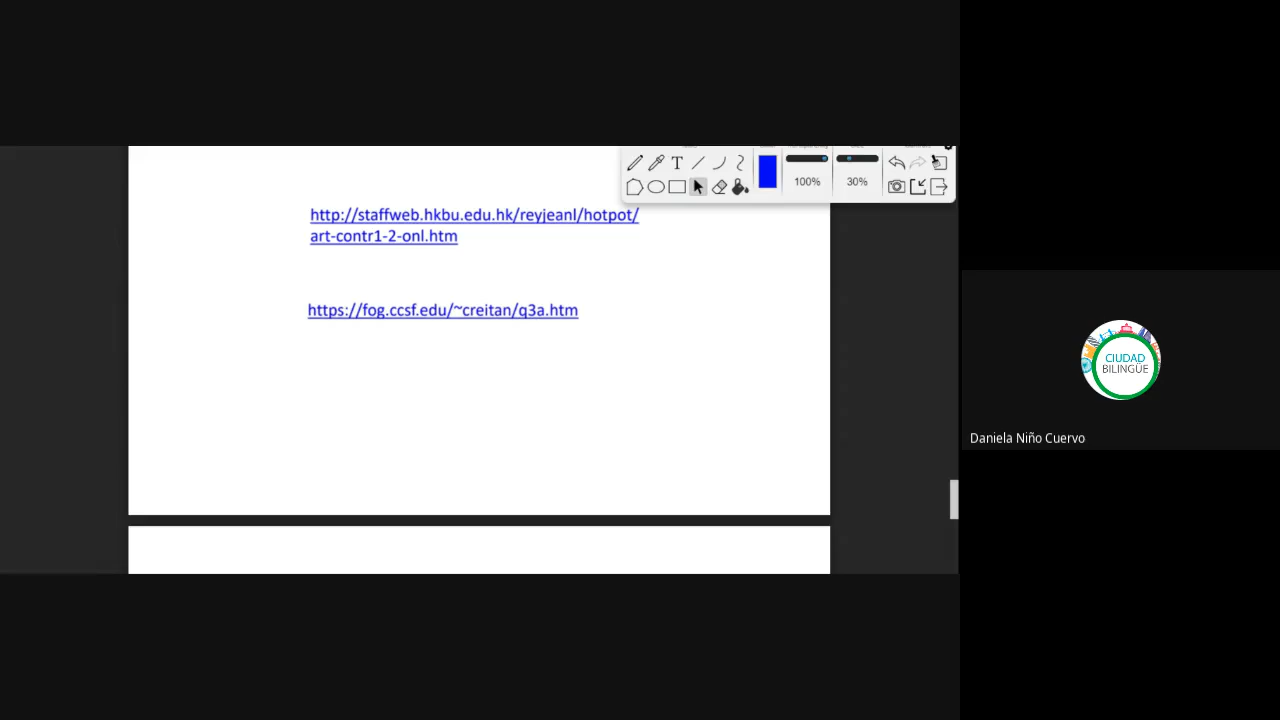 T
100%
30%
http://staffweb.hkbu.edu.hk/reyjeanl/hotpot/
art-contr1-2-onl.htm
https://fog.ccsf.edu/~creitan/q3a.htm
CIUDAD
BILINGÜE
Daniela Niño Cuervo